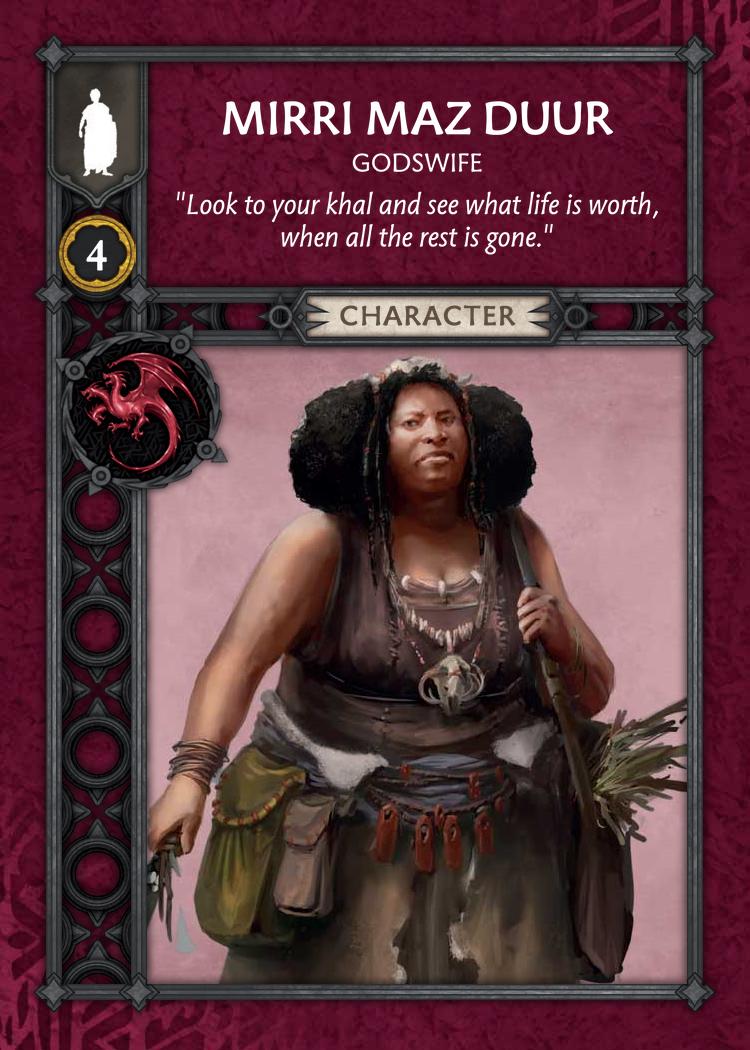 MIRRI MAZ DUUR
GODSWIFE
"Look to your khal and see what life is worth,
when all the rest is gone."
4
CHARACTER